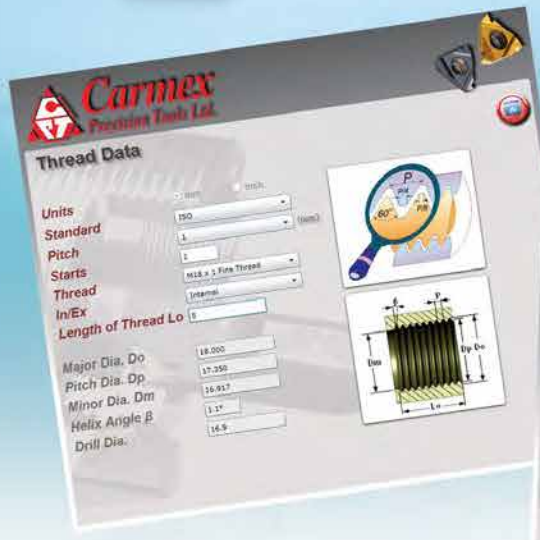 Carmex
Precision Tools Ltd.
CPT
Thread Data
Units
mm
Inch
Standard
ISO
Pitch
1
(mm)
Starts
1
Thread
M18 x 1 Fine Thread
In/Ex
Internal
Length of Thread Lo
5
Major Dia. Do
18.000
Pitch Dia. Dp
17.350
Minor Dia. Dm
16.917
Helix Angle β
1.1°
Drill Dia.
16.9
P
60°
β
P
Dm
Dp
Do
Lo